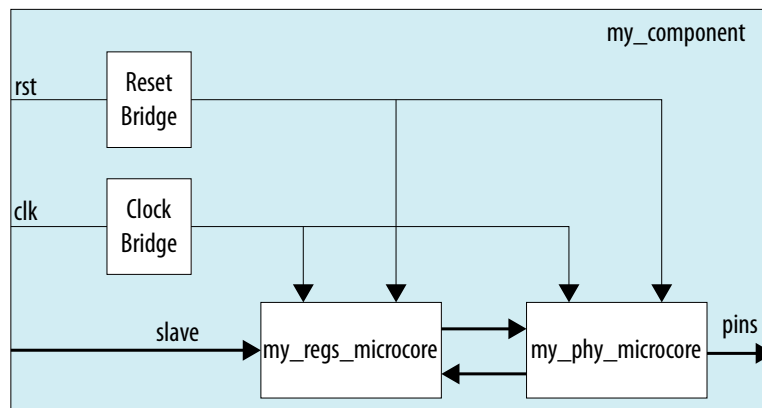 my_component
rst
Reset
Bridge
clk
Clock
Bridge
slave
my_regs_microcore
my_phy_microcore
pins